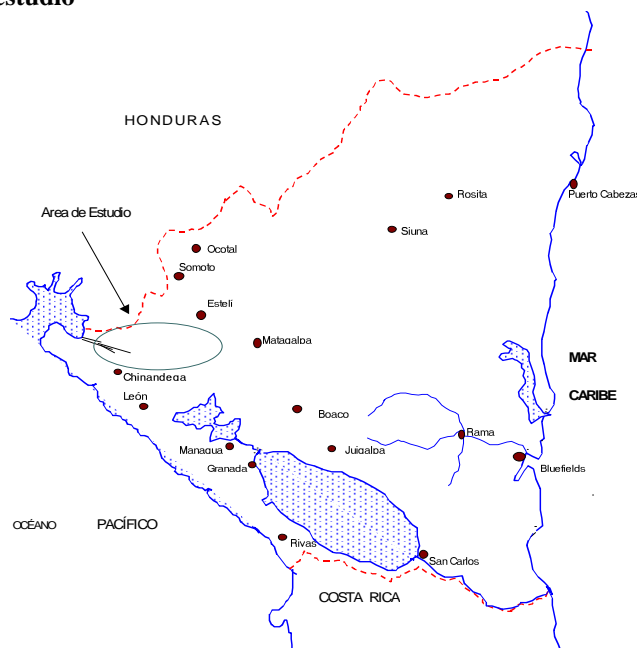 estudio
HONDURAS
Rosita
Puerto Cabezas
Area de Estudio
Siuna
Ocotal
Somoto
Estelí
Matagalpa
MAR
Chinandega
CARIBE
León
Boaco
Rama
Managua
Juigalpa
Granada
Bluefields
OCÉANO PACÍFICO
Rivas
San Carlos
COSTA RICA